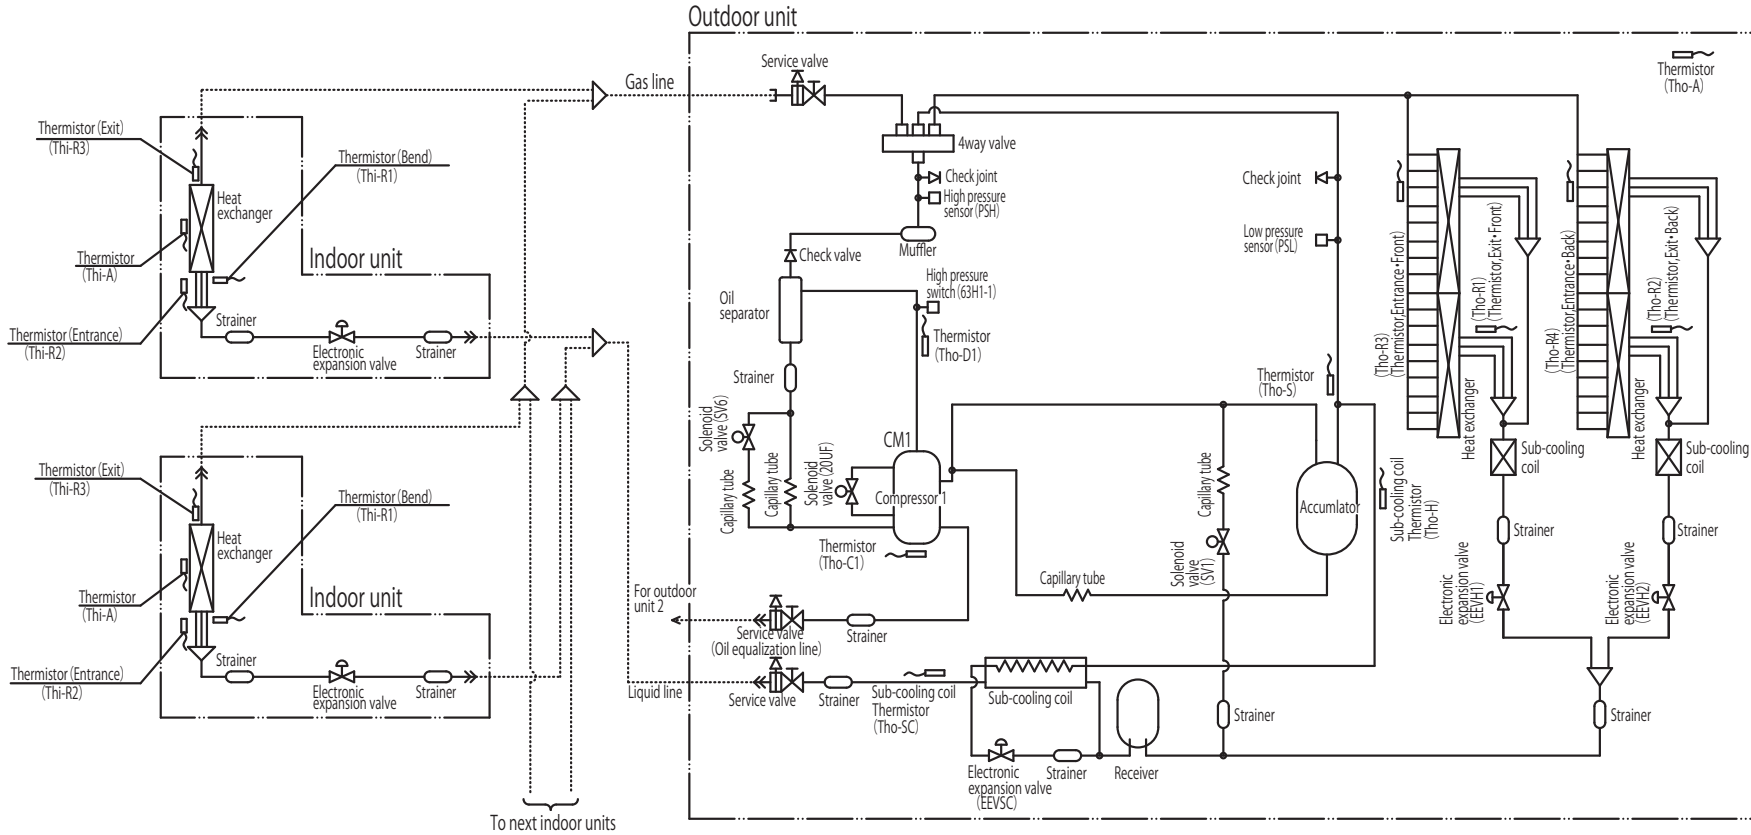 Outdoor unit
Service valve
Thermistor
(Tho-A)
Gas line
Thermistor (Exit)
(Thi-R3)
Thermistor (Bend)
(Thi-R1)
Heat
exchanger
Thermistor
(Thi-A)
Indoor unit
Thermistor (Entrance)
(Thi-R2)
Strainer
Electronic
expansion valve
Strainer
Thermistor (Exit)
(Thi-R3)
Thermistor (Bend)
(Thi-R1)
Heat
exchanger
Thermistor
(Thi-A)
Indoor unit
Thermistor (Entrance)
(Thi-R2)
Strainer
Electronic
expansion valve
Strainer
To next indoor units
4way valve
Check joint
High pressure
sensor (PSH)
Muffler
Check valve
High pressure
switch (63H1-1)
Oil
separator
Thermistor
(Tho-D1)
Strainer
Solenoid
valve (SV6)
Capillary tube
Capillary tube
Solenoid
valve (20UF)
CM1
Compressor 1
Thermistor
(Tho-C1)
For outdoor
unit 2
Service valve
(Oil equalization line)
Strainer
Liquid line
Service valve
Strainer
Sub-cooling coil
Thermistor
(Tho-SC)
Sub-cooling coil
Electronic
expansion valve
(EEVSC)
Strainer
Receiver
Capillary tube
Capillary tube
Solenoid
valve
(SV1)
Strainer
Check joint
Low pressure
sensor (PSL)
Thermistor
(Tho-S)
Accumlator
Sub-cooling coil
Thermistor
(Tho-H)
(Tho-R3)
(Thermistor,Entrance•Front)
(Tho-R1)
(Thermistor,Exit•Front)
Heat exchanger
Sub-cooling
coil
Strainer
Electronic
expansion valve
(EEVH1)
(Tho-R4)
(Thermistor,Entrance•Back)
(Tho-R2)
(Thermistor,Exit•Back)
Heat exchanger
Sub-cooling
coil
Strainer
Electronic
expansion valve
(EEVH2)
Strainer